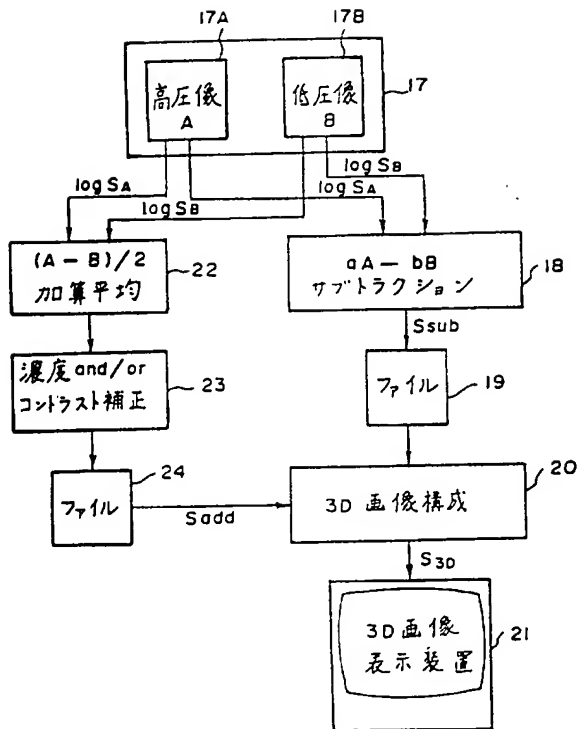 17A
17B
高圧像
A
低圧像
B
17
log SA
log SB
log SA
log SB
(A-B)/2
加算平均
22
aA-bB
サブトラクション
18
Ssub
濃度 and/or
コントラスト補正
23
ファイル
19
ファイル
24
Sadd
3D 画像構成
20
S3D
3D画像
表示装置
21